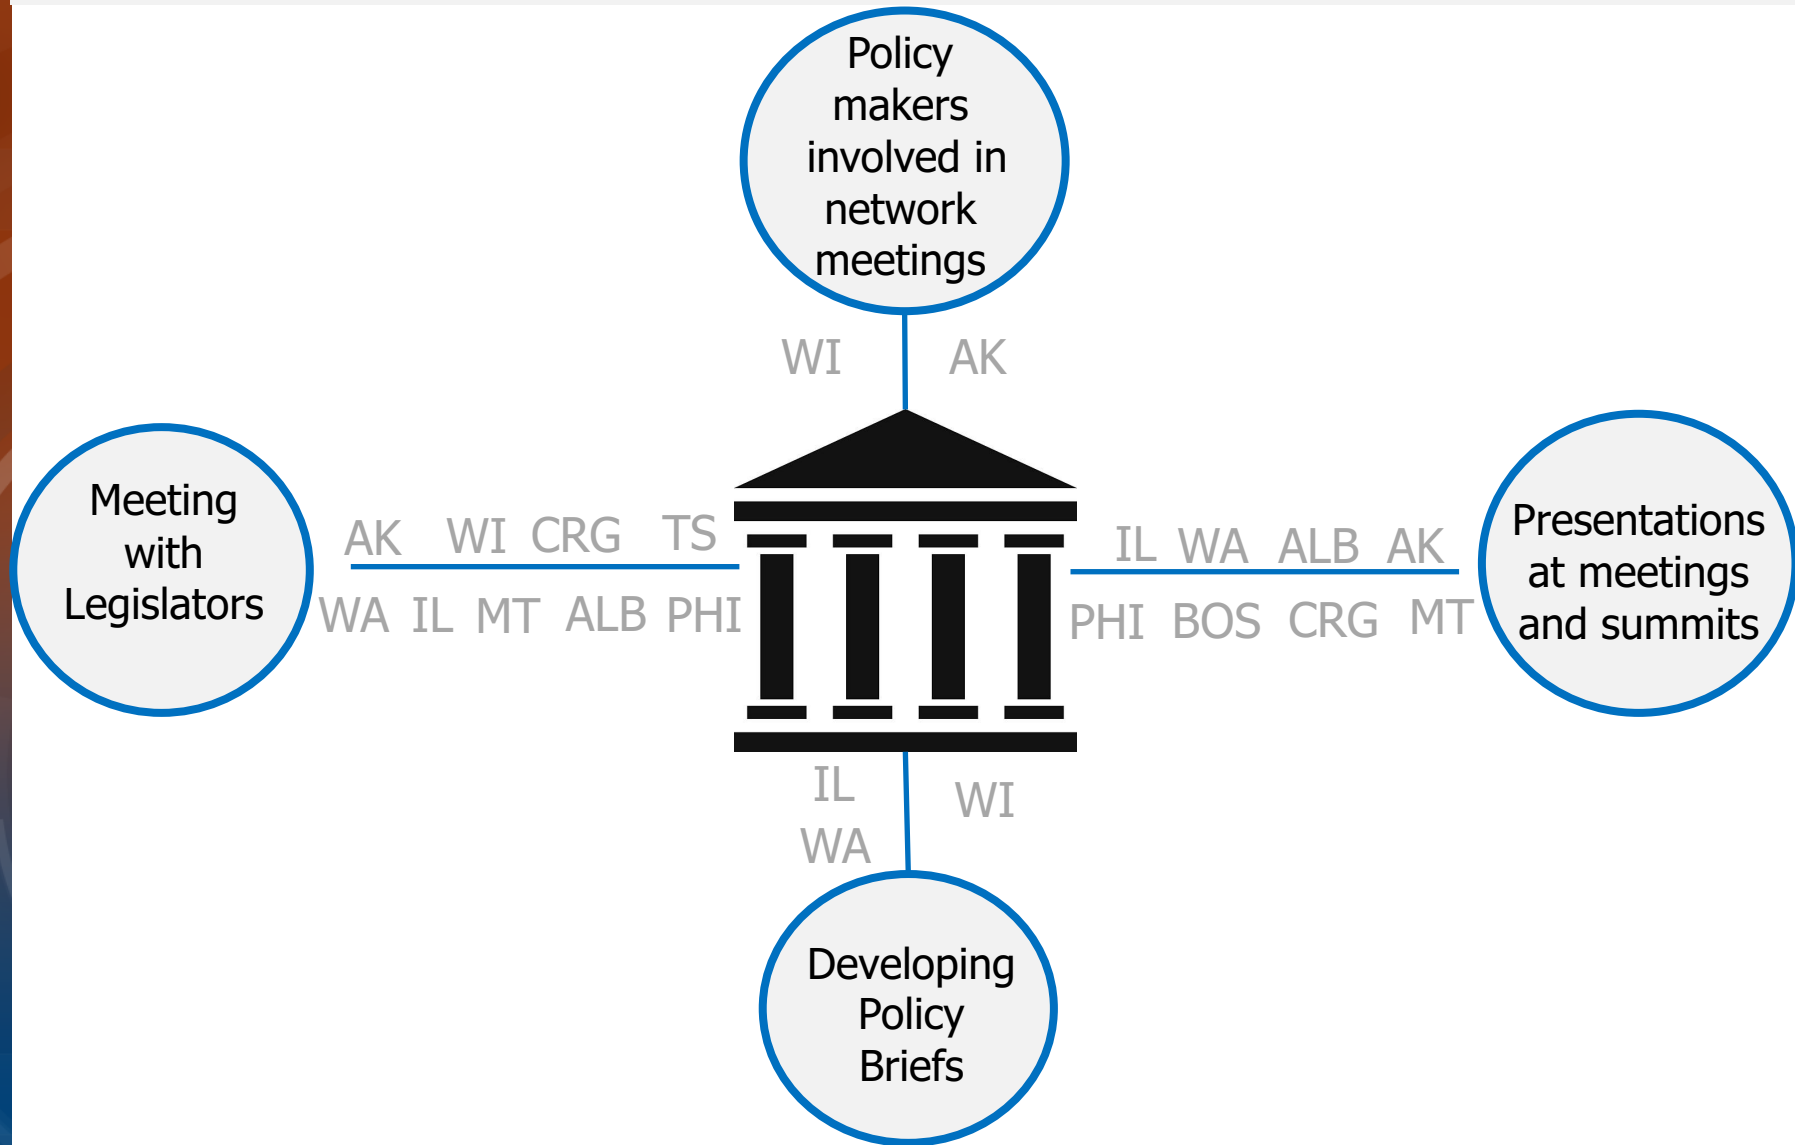 Policy
makers
involved in
network
meetings
WI AK
Meeting
with
Legislators
AK WI CRG TS
WA IL MT ALB PHI
IL WA ALB AK
PHI BOS CRG MT
Presentations
at meetings
and summits
IL WI
WA
Developing
Policy
Briefs